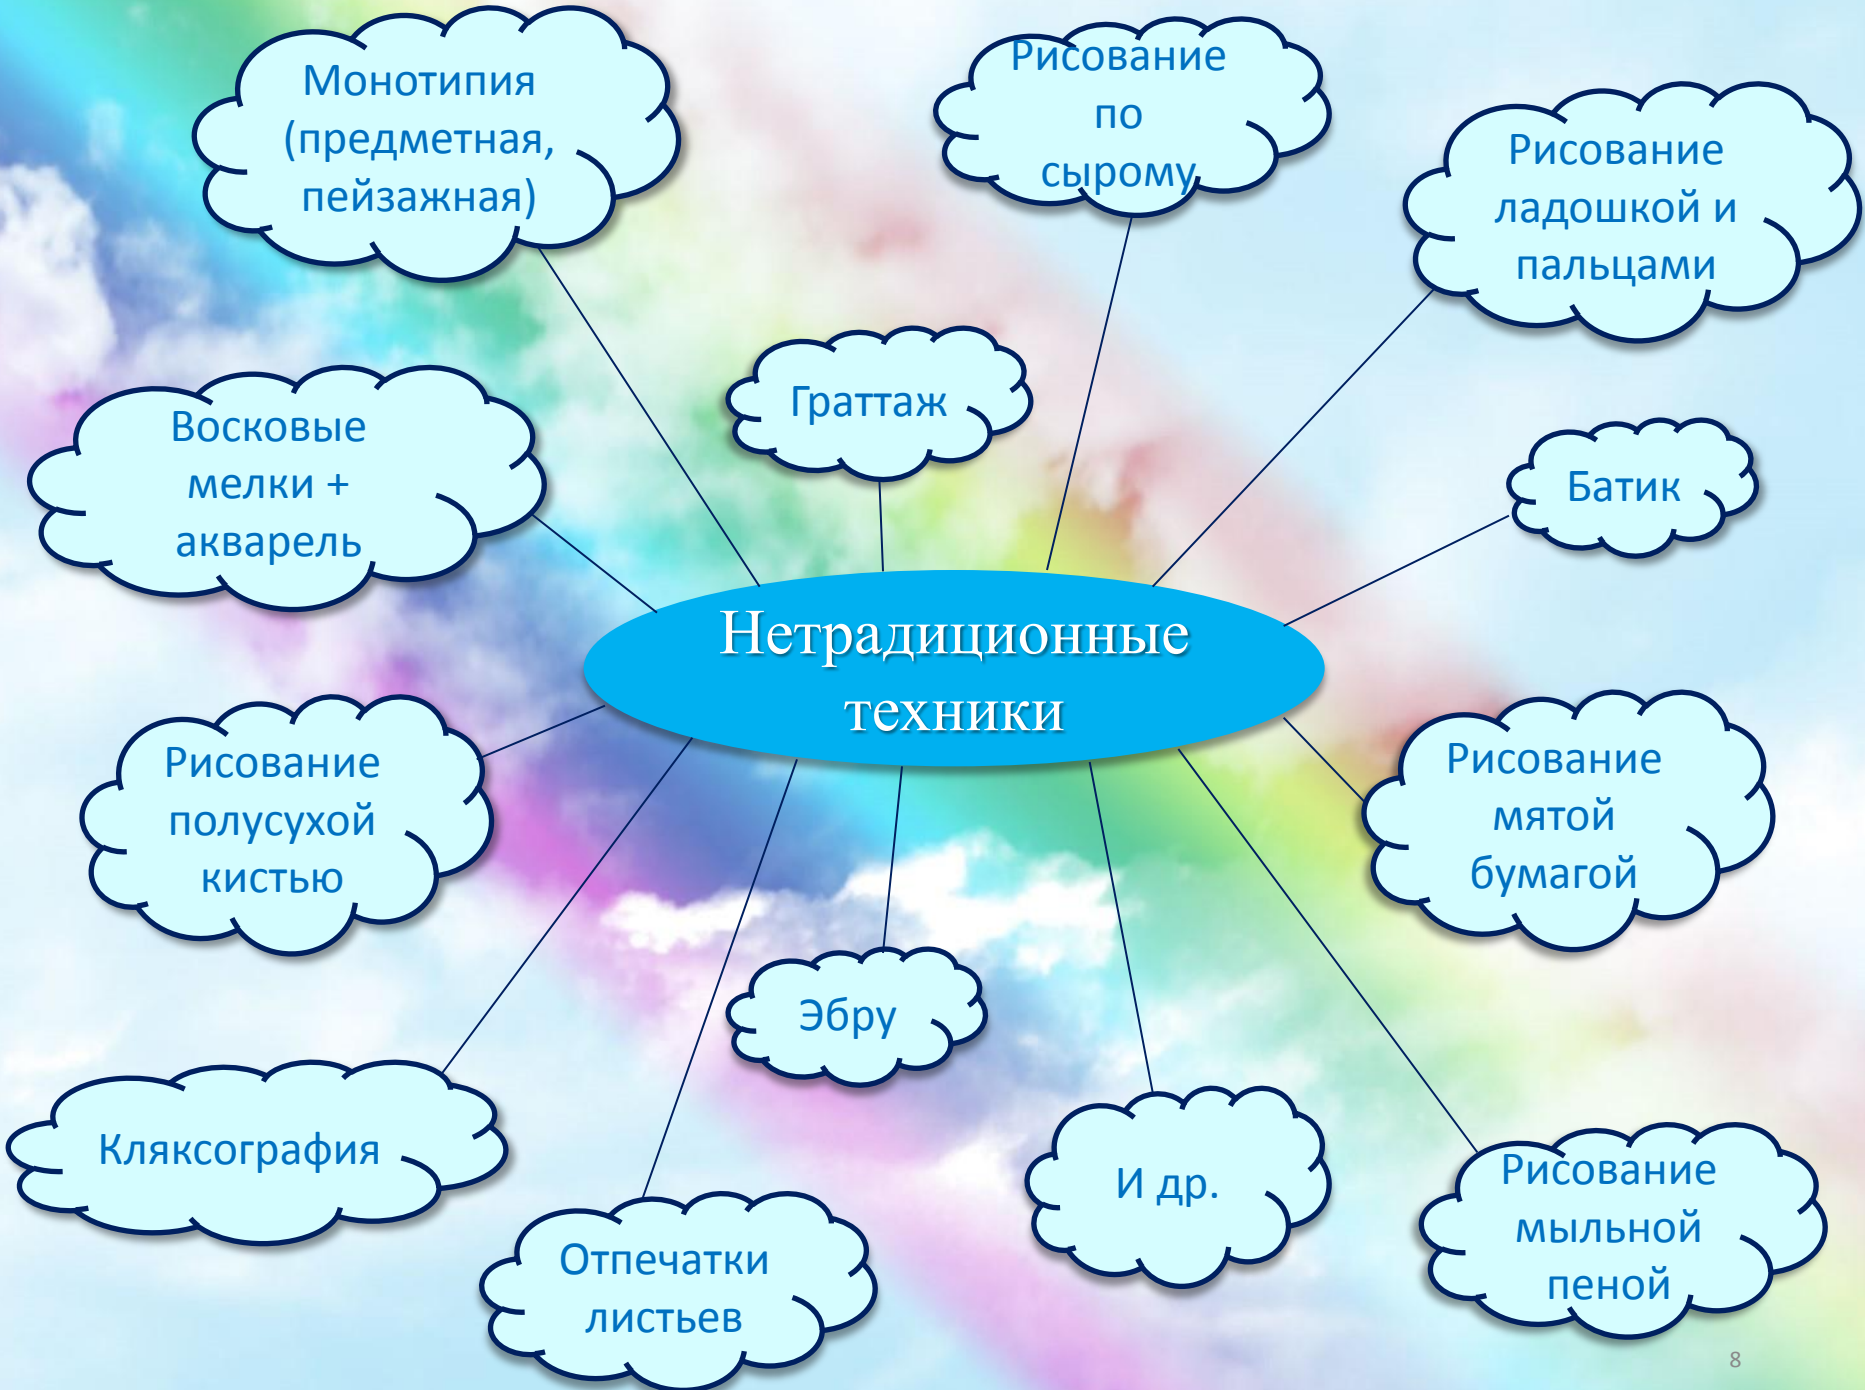 Монотипия
(предметная,
пейзажная)
Рисование
по
сырому
Рисование
ладошкой и
пальцами
Граттаж
Восковые
мелки +
акварель
Батик
Нетрадиционные
техники
Рисование
полусухой
кистью
Рисование
мятой
бумагой
Эбру
Кляксография
И др.
Рисование
мыльной
пеной
Отпечатки
листьев
8